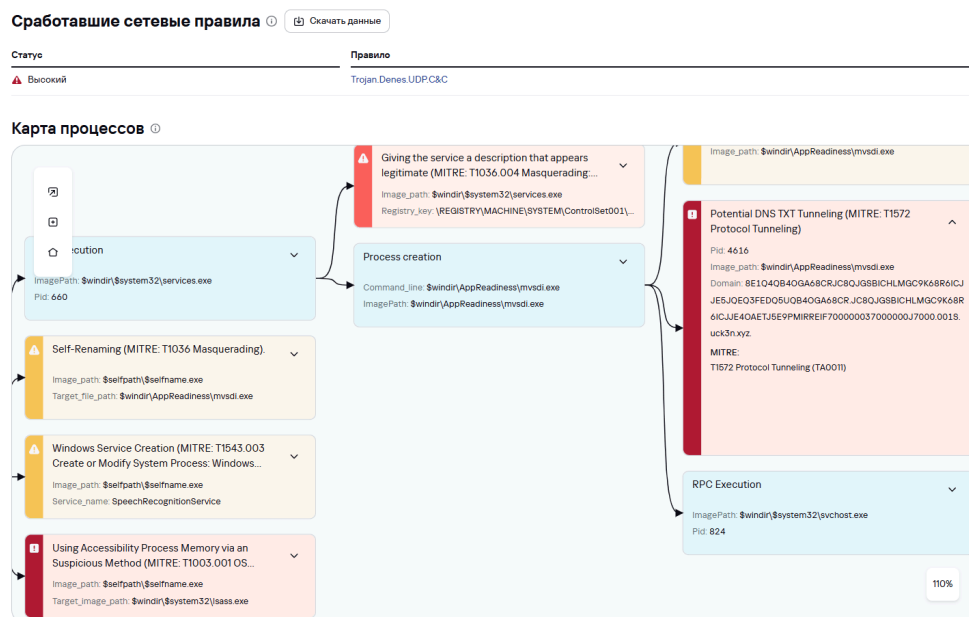 Сработавшие сетевые правила
Скачать данные
Статус
Правило
Высокий
Trojan.Denes.UDP.C&C
Карта процессов
ecution
ImagePath: $windir\$system32\services.exe
Pid: 660
Self-Renaming (MITRE: T1036 Masquerading).
Image_path: $selfpath\$selfname.exe
Target_file_path: $windir\AppReadiness\mvsdi.exe
Windows Service Creation (MITRE: T1543.003
Create or Modify System Process: Windows...
Image_path: $selfpath\$selfname.exe
Service_name: SpeechRecognitionService
Using Accessibility Process Memory via an
Suspicious Method (MITRE: T1003.001 OS...
Image_path: $selfpath\$selfname.exe
Target_image_path: $windir\$system32\lsass.exe
Giving the service a description that appears
legitimate (MITRE: T1036.004 Masquerading:...
Image_path: $windir\$system32\services.exe
Registry_key: \REGISTRY\MACHINE\SYSTEM\ControlSet001\...
Process creation
Command_line: $windir\AppReadiness\mvsdi.exe
ImagePath: $windir\AppReadiness\mvsdi.exe
Image_path: $windir\AppReadiness\mvsdi.exe
Potential DNS TXT Tunneling (MITRE: T1572
Protocol Tunneling)
Pid: 4616
Image_path: $windir\AppReadiness\mvsdi.exe
Domain: 8E1Q4QB4OGA68CRJC8QJGSBICHLMGC9K68R6ICJ
JE5JQEQ3FEDQ5UQB4OGA68CRJC8QJGSBICHLMGC9K68R
6ICJJE4OAETJ5E9PMIRREIF700000037000000J7000.001S.
uck3n.xyz.
MITRE:
T1572 Protocol Tunneling (TA0011)
RPC Execution
ImagePath: $windir\$system32\svchost.exe
Pid: 824
110%